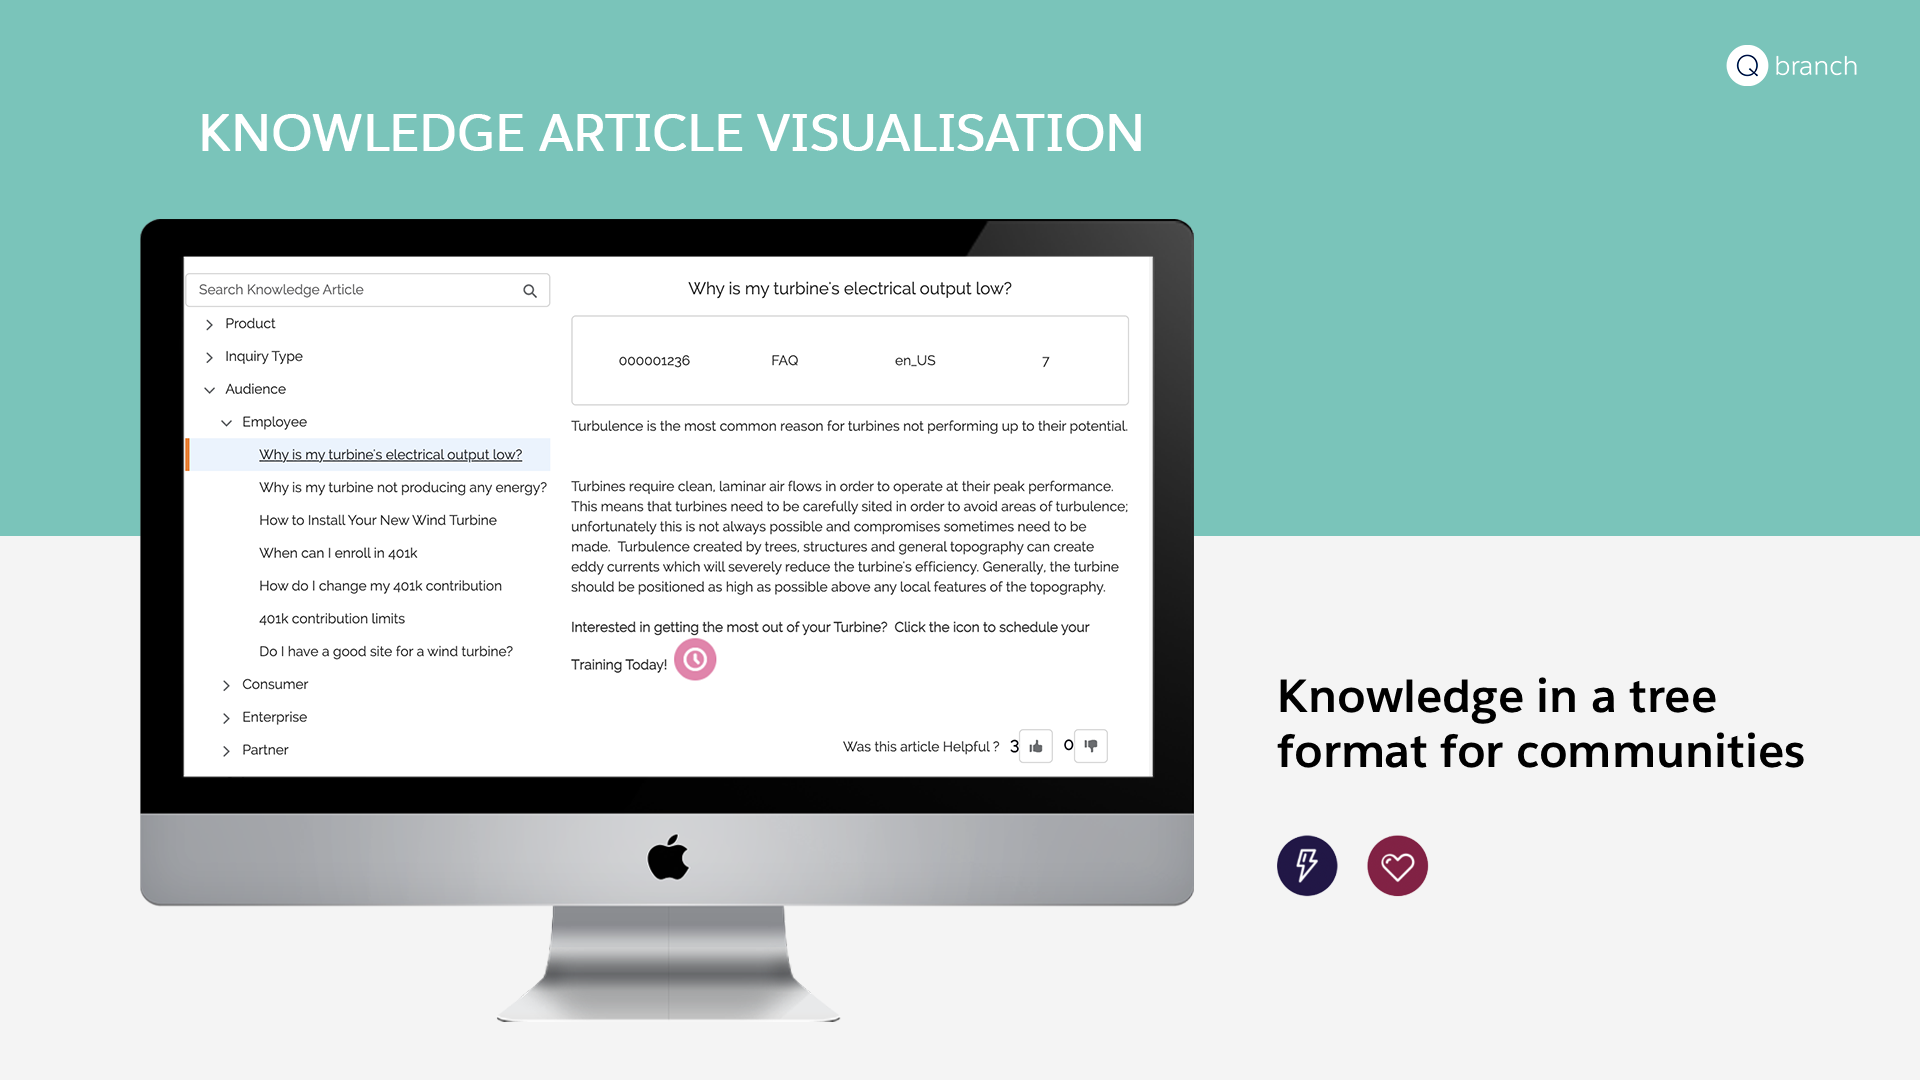 Q branch
KNOWLEDGE ARTICLE VISUALISATION
Search Knowledge Article
Product
Inquiry Type
Audience
Employee
Why is my turbine's electrical output low?
Why is my turbine not producing any energy?
How to Install Your New Wind Turbine
When can I enroll in 401k
How do I change my 401k contribution
401k contribution limits
Do I have a good site for a wind turbine?
Consumer
Enterprise
Partner
Why is my turbine's electrical output low?
000001236 FAQ en_US 7
Turbulence is the most common reason for turbines not performing up to their potential.
Turbines require clean, laminar air flows in order to operate at their peak performance.
This means that turbines need to be carefully sited in order to avoid areas of turbulence;
unfortunately this is not always possible and compromises sometimes need to be
made.  Turbulence created by trees, structures and general topography can create
eddy currents which will severely reduce the turbine's efficiency. Generally, the turbine
should be positioned as high as possible above any local features of the topography.
Interested in getting the most out of your Turbine?  Click the icon to schedule your
Training Today!
Was this article Helpful ? 3 0
Knowledge in a tree
format for communities